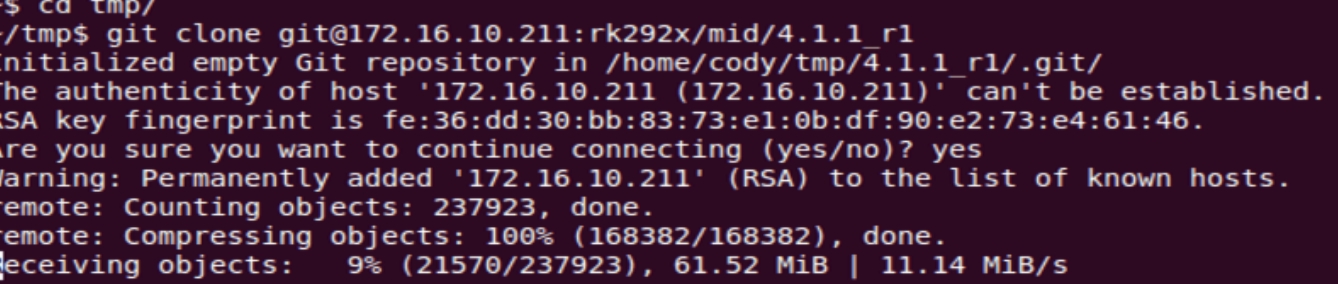 $ cd tmp/
/tmp$ git clone git@172.16.10.211:rk292x/mid/4.1.1_r1
Initialized empty Git repository in /home/cody/tmp/4.1.1_r1/.git/
The authenticity of host '172.16.10.211 (172.16.10.211)' can't be established.
RSA key fingerprint is fe:36:dd:30:bb:83:73:e1:0b:df:90:e2:73:e4:61:46.
Are you sure you want to continue connecting (yes/no)? yes
Warning: Permanently added '172.16.10.211' (RSA) to the list of known hosts.
remote: Counting objects: 237923, done.
remote: Compressing objects: 100% (168382/168382), done.
Receiving objects:   9% (21570/237923), 61.52 MiB | 11.14 MiB/s